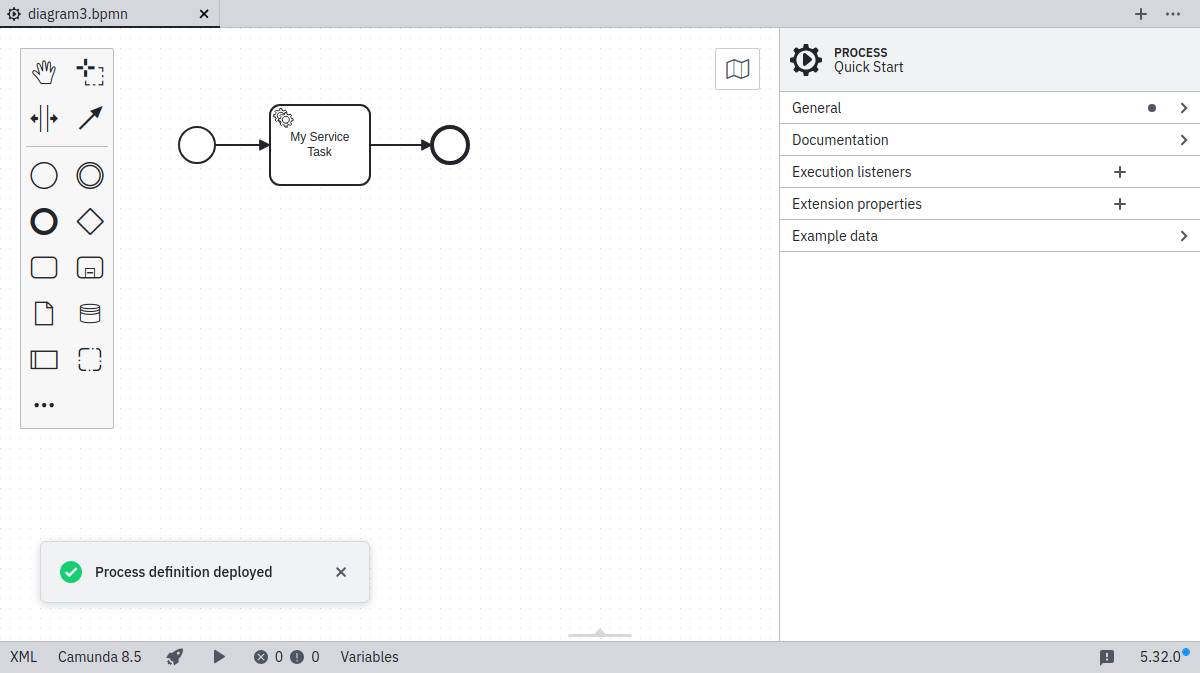 diagram3.bpmn
PROCESS
Quick Start
General
Documentation
Execution listeners
Extension properties
Example data
My Service
Task
Process definition deployed
XML Camunda 8.5 0 0 Variables 5.32.0